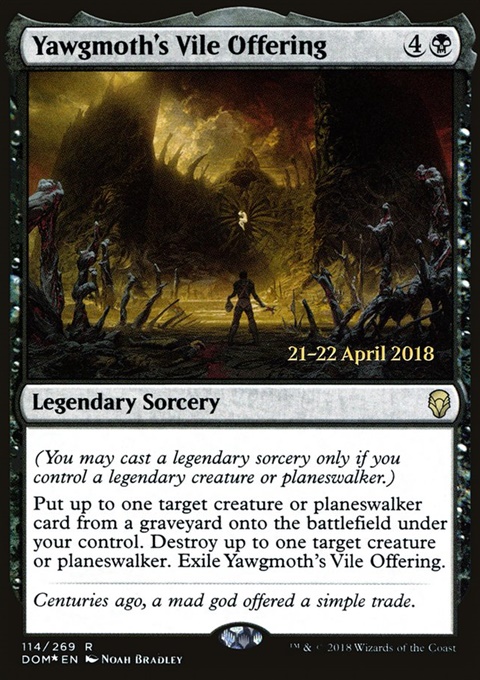 Yawgmoth's Vile Offering 4
21–22 April 2018
Legendary Sorcery
(You may cast a legendary sorcery only if you
control a legendary creature or planeswalker.)
Put up to one target creature or planeswalker
card from a graveyard onto the battlefield under
your control. Destroy up to one target creature
or planeswalker. Exile Yawgmoth's Vile Offering.
Centuries ago, a mad god offered a simple trade.
114/269 R
DOM★EN Noah Bradley
™ & © 2018 Wizards of the Coast